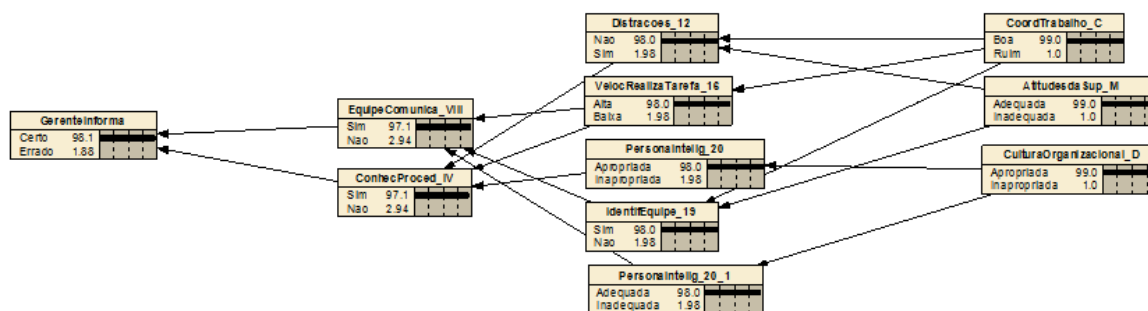 Distracoes_12
Nao 98.0
Sim 1.98
CoordTrabalho_C
Boa 99.0
Ruim 1.0
VelocRealizaTarefa_16
Alta 98.0
Baixa 1.98
AtitudesdaSup_M
Adequada 99.0
Inadequada 1.0
EquipeComunica_VIII
Sim 97.1
Nao 2.94
GerenteInforma
Certo 98.1
Errado 1.88
PersonaIntelig_20
Apropriada 98.0
Inapropriada 1.98
CulturaOrganizacional_D
Apropriada 99.0
Inapropriada 1.0
ConhecProced_IV
Sim 97.1
Nao 2.94
IdentifEquipe_19
Sim 98.0
Nao 1.98
PersonaIntelig_20_1
Adequada 98.0
Inadequada 1.98